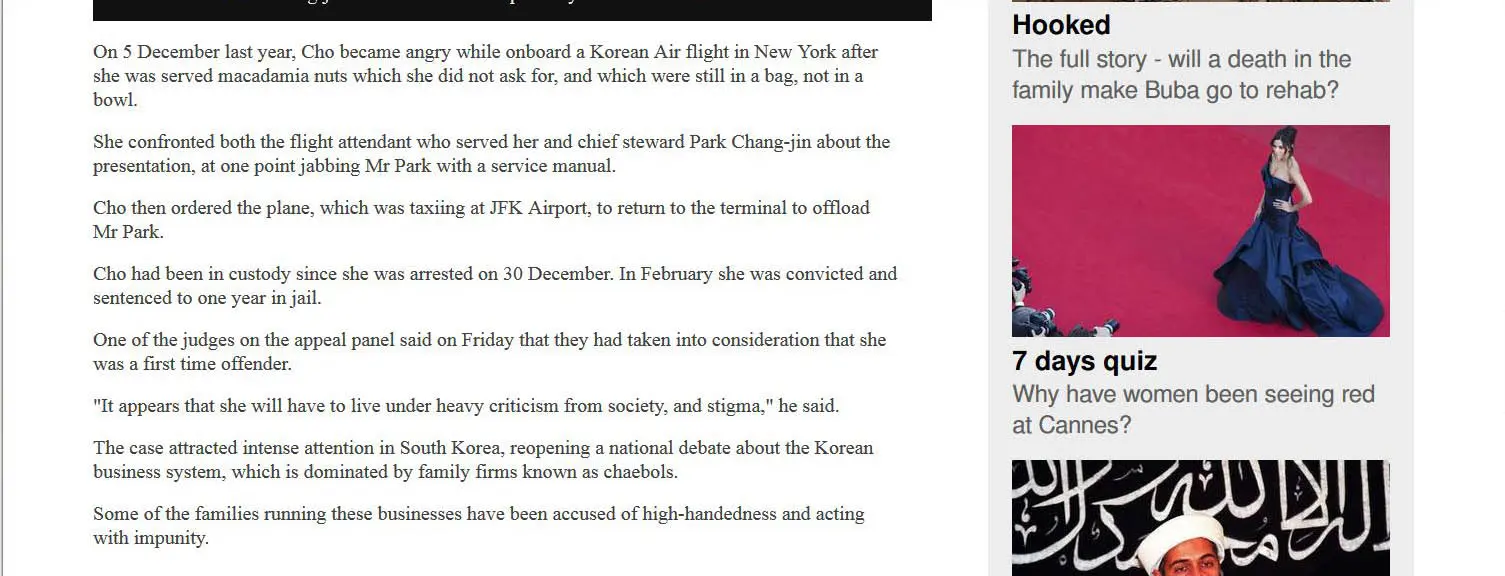 On 5 December last year, Cho became angry while onboard a Korean Air flight in New York after
she was served macadamia nuts which she did not ask for, and which were still in a bag, not in a
bowl.
She confronted both the flight attendant who served her and chief steward Park Chang-jin about the
presentation, at one point jabbing Mr Park with a service manual.
Cho then ordered the plane, which was taxiing at JFK Airport, to return to the terminal to offload
Mr Park.
Cho had been in custody since she was arrested on 30 December. In February she was convicted and
sentenced to one year in jail.
One of the judges on the appeal panel said on Friday that they had taken into consideration that she
was a first time offender.
"It appears that she will have to live under heavy criticism from society, and stigma," he said.
The case attracted intense attention in South Korea, reopening a national debate about the Korean
business system, which is dominated by family firms known as chaebols.
Some of the families running these businesses have been accused of high-handedness and acting
with impunity.
Hooked
The full story - will a death in the
family make Buba go to rehab?
7 days quiz
Why have women been seeing red
at Cannes?